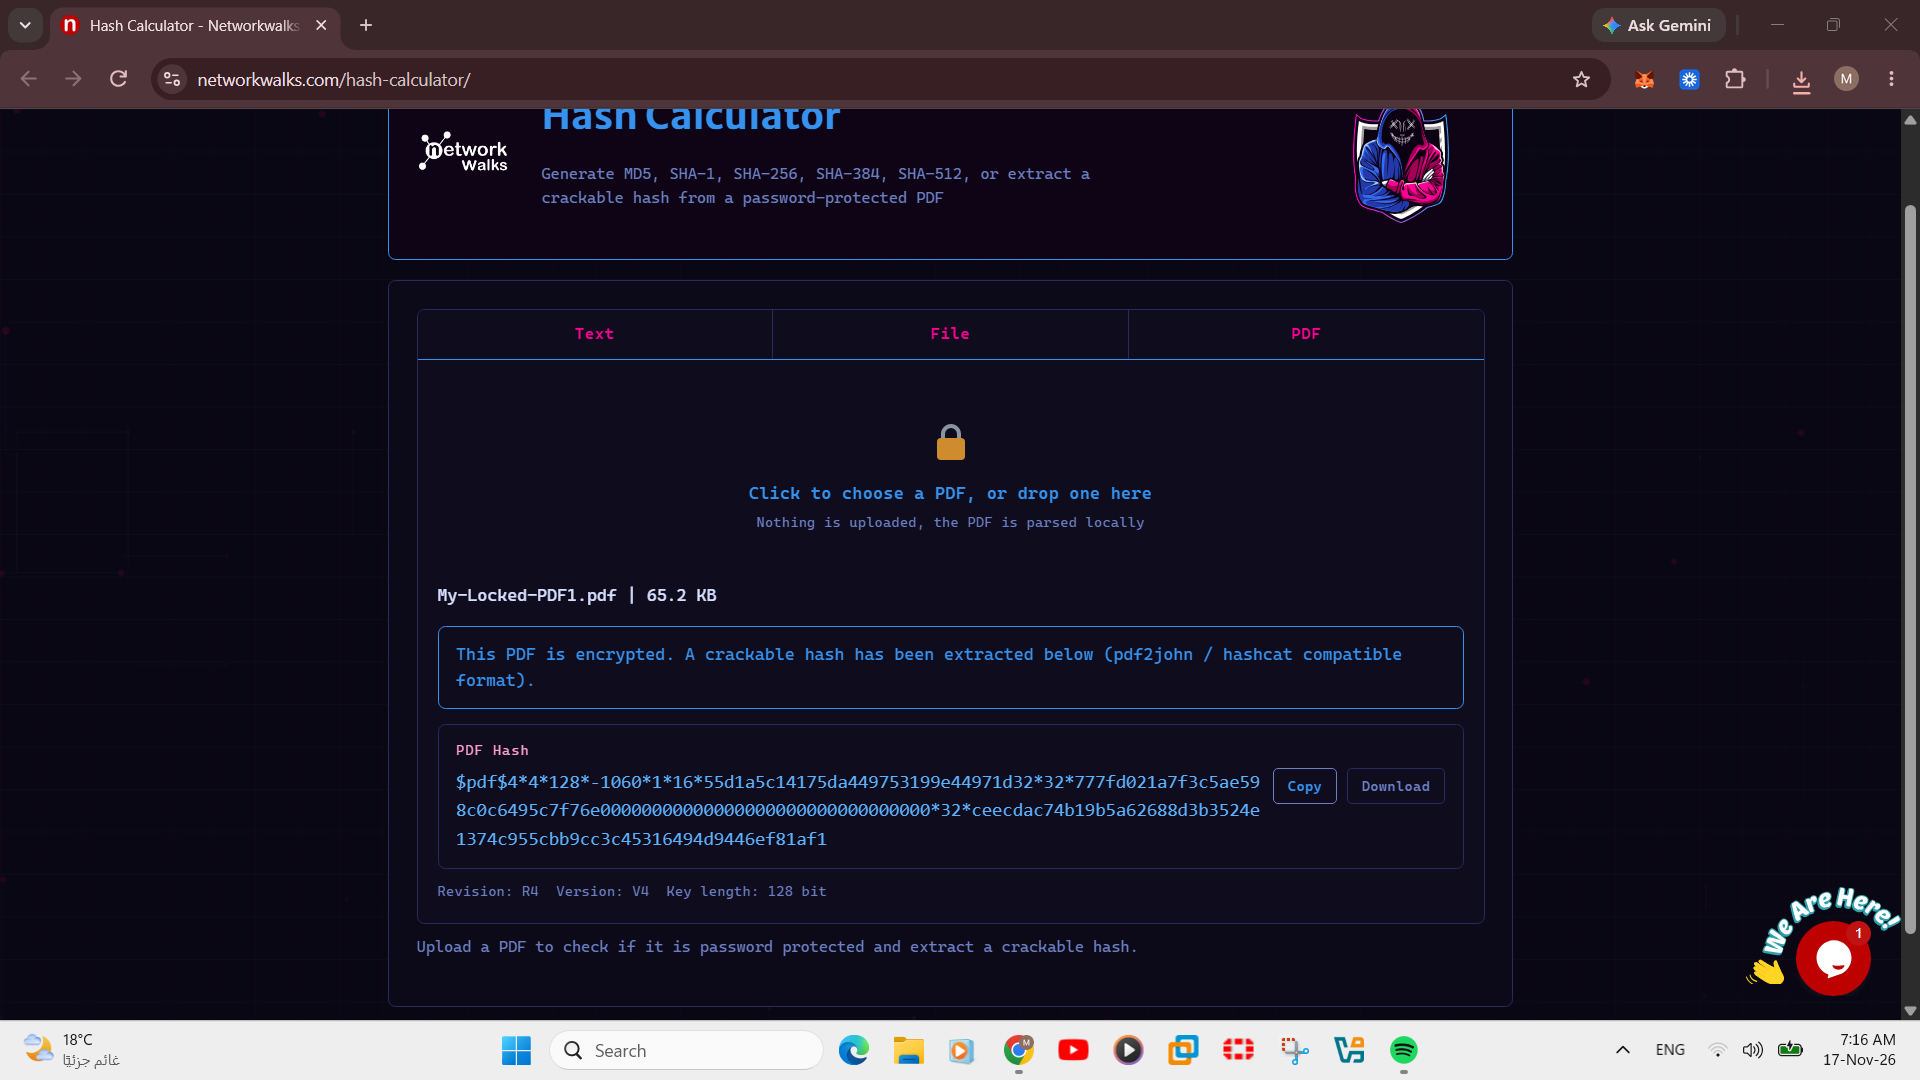 Hash Calculator - Networkwalks
Ask Gemini
networkwalks.com/hash-calculator/
M
Hash Calculator
network
Walks
Generate MD5, SHA-1, SHA-256, SHA-384, SHA-512, or extract a
crackable hash from a password-protected PDF
Text
File
PDF
Click to choose a PDF, or drop one here
Nothing is uploaded, the PDF is parsed locally
My-Locked-PDF1.pdf | 65.2 KB
This PDF is encrypted. A crackable hash has been extracted below (pdf2john / hashcat compatible
format).
PDF Hash
$pdf$4*4*128*-1060*1*16*55d1a5c14175da449753199e44971d32*32*777fd021a7f3c5ae59
8c0c6495c7f76e00000000000000000000000000000000*32*ceecdac74b19b5a62688d3b3524e
1374c955cbb9cc3c45316494d9446ef81af1
Copy
Download
Revision: R4 Version: V4 Key length: 128 bit
Upload a PDF to check if it is password protected and extract a crackable hash.
We Are Here!
1
18°C
غائم جزئيًا
Search
M
ENG
7:16 AM
17-Nov-26